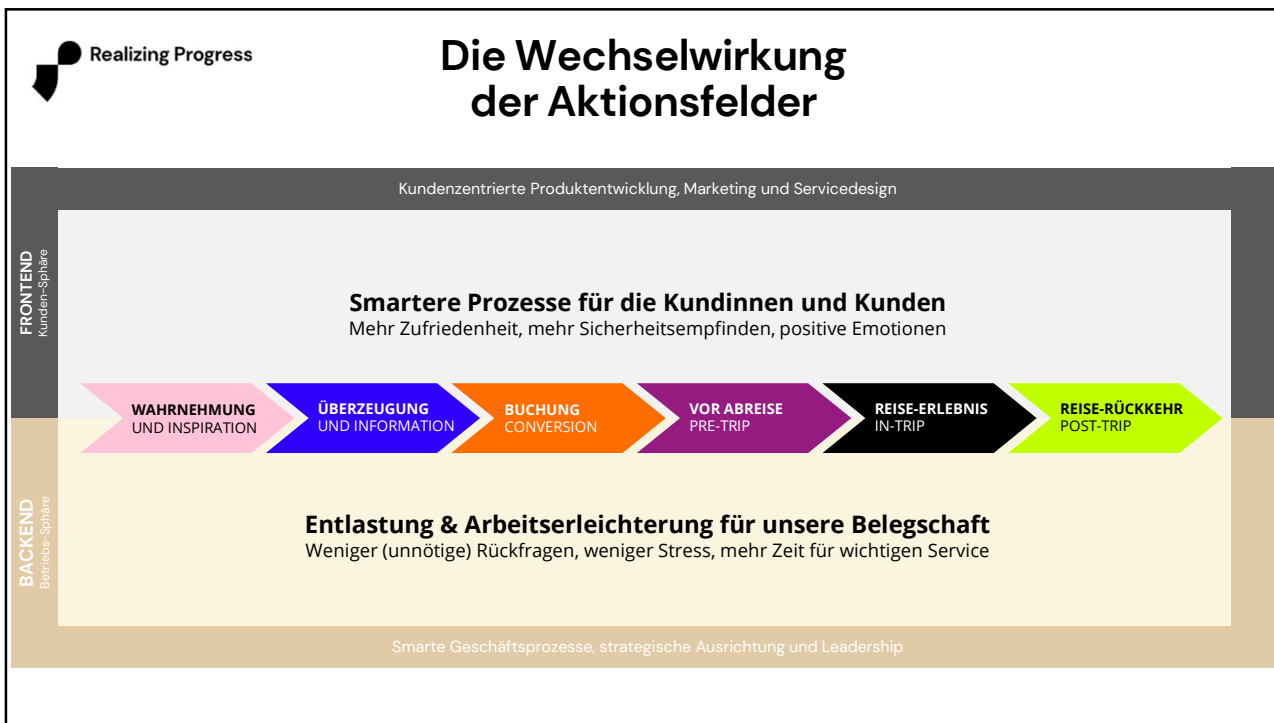 Realizing Progress
Die Wechselwirkung
der Aktionsfelder
Kundenzentrierte Produktentwicklung, Marketing und Servicedesign
FRONTEND
Kunden-Sphäre
Smartere Prozesse für die Kundinnen und Kunden
Mehr Zufriedenheit, mehr Sicherheitsempfinden, positive Emotionen
WAHRNEHMUNG
UND INSPIRATION
ÜBERZEUGUNG
UND INFORMATION
BUCHUNG
CONVERSION
VOR ABREISE
PRE-TRIP
REISE-ERLEBNIS
IN-TRIP
REISE-RÜCKKEHR
POST-TRIP
BACKEND
Betriebs-Sphäre
Entlastung & Arbeitserleichterung für unsere Belegschaft
Weniger (unnötige) Rückfragen, weniger Stress, mehr Zeit für wichtigen Service
Smarte Geschäftsprozesse, strategische Ausrichtung und Leadership